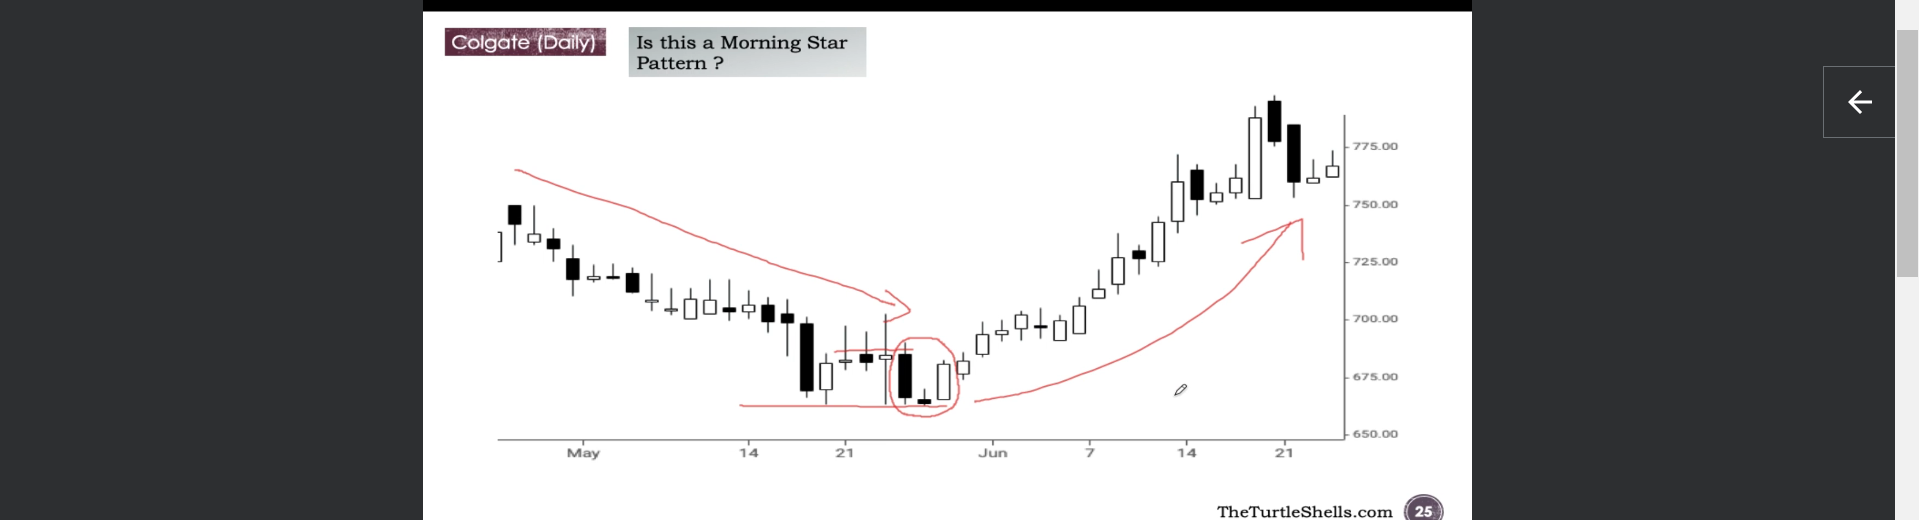 Colgate (Daily)
Is this a Morning Star
Pattern ?
775.00
750.00
725.00
700.00
675.00
650.00
May 14 21 Jun 7 14 21
TheTurtleShells.com 25